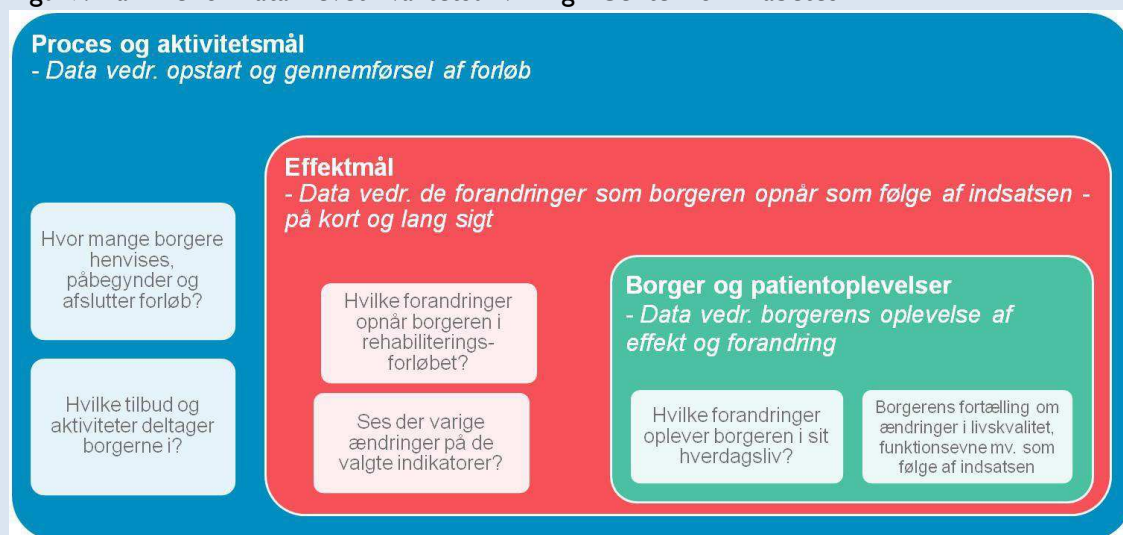 Proces og aktivitetsmål
- Data vedr. opstart og gennemførsel af forløb
Effektmål
- Data vedr. de forandringer som borgeren opnår som følge af indsatsen -
på kort og lang sigt
Hvor mange borgere
henvises,
påbegynder og
afslutter forløb?
Hvilke tilbud og
aktiviteter deltager
borgerne i?
Hvilke forandringer
opnår borgeren i
rehabiliterings-
forløbet?
Ses der varige
ændringer på de
valgte indikatorer?
Borger og patientoplevelser
- Data vedr. borgerens oplevelse af
effekt og forandring
Hvilke forandringer
oplever borgeren i sit
hverdagsliv?
Borgerens fortælling om
ændringer i livskvalitet,
funktionsevne mv. som
følge af indsatsen